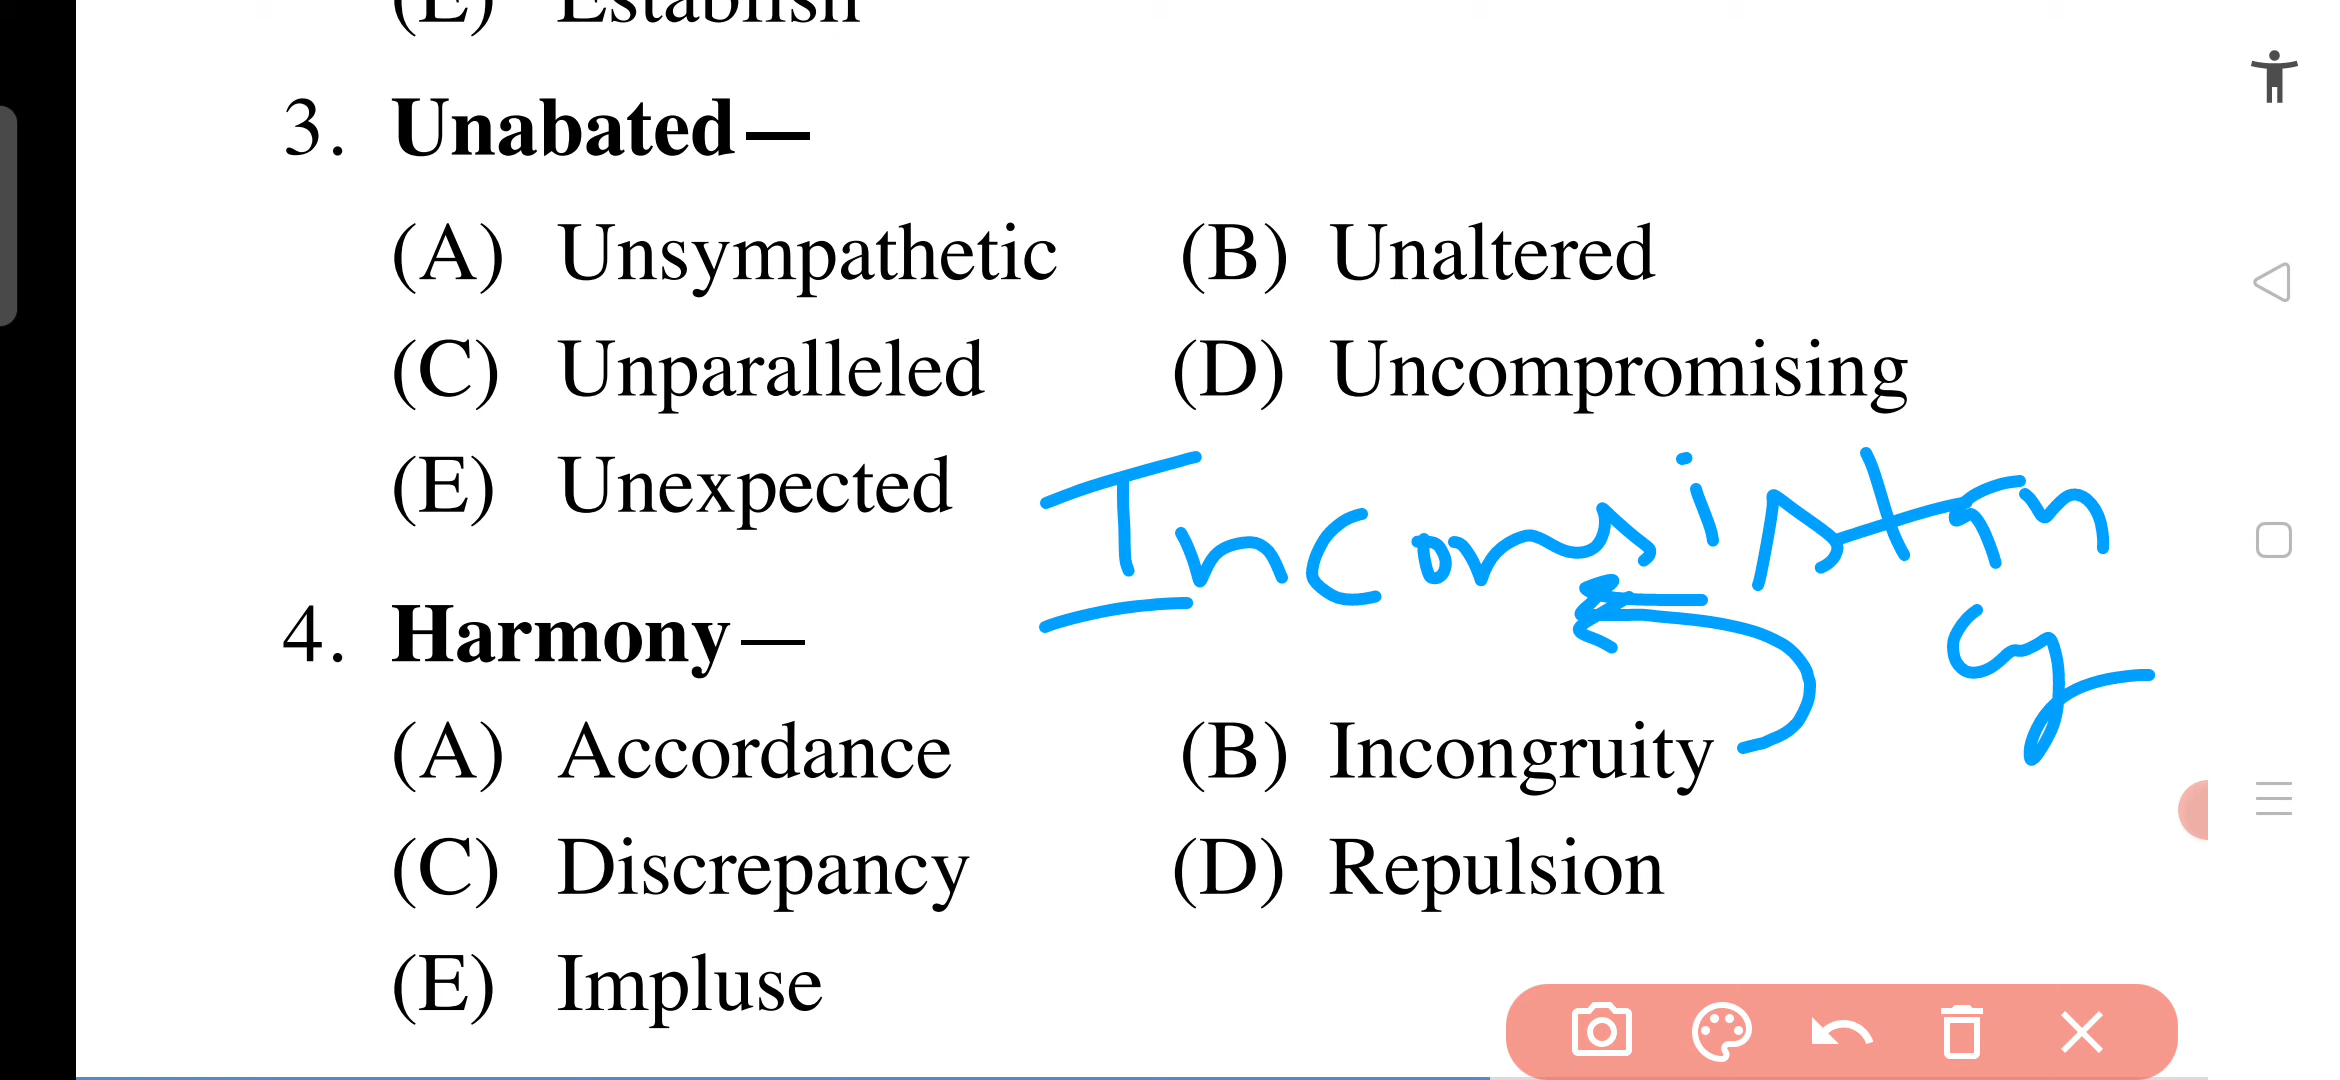 (E) Establish
3. Unabated—
(A) Unsympathetic (B) Unaltered
(C) Unparalleled (D) Uncompromising
(E) Unexpected
Inconsistency
4. Harmony—
(A) Accordance (B) Incongruity
(C) Discrepancy (D) Repulsion
(E) Impluse